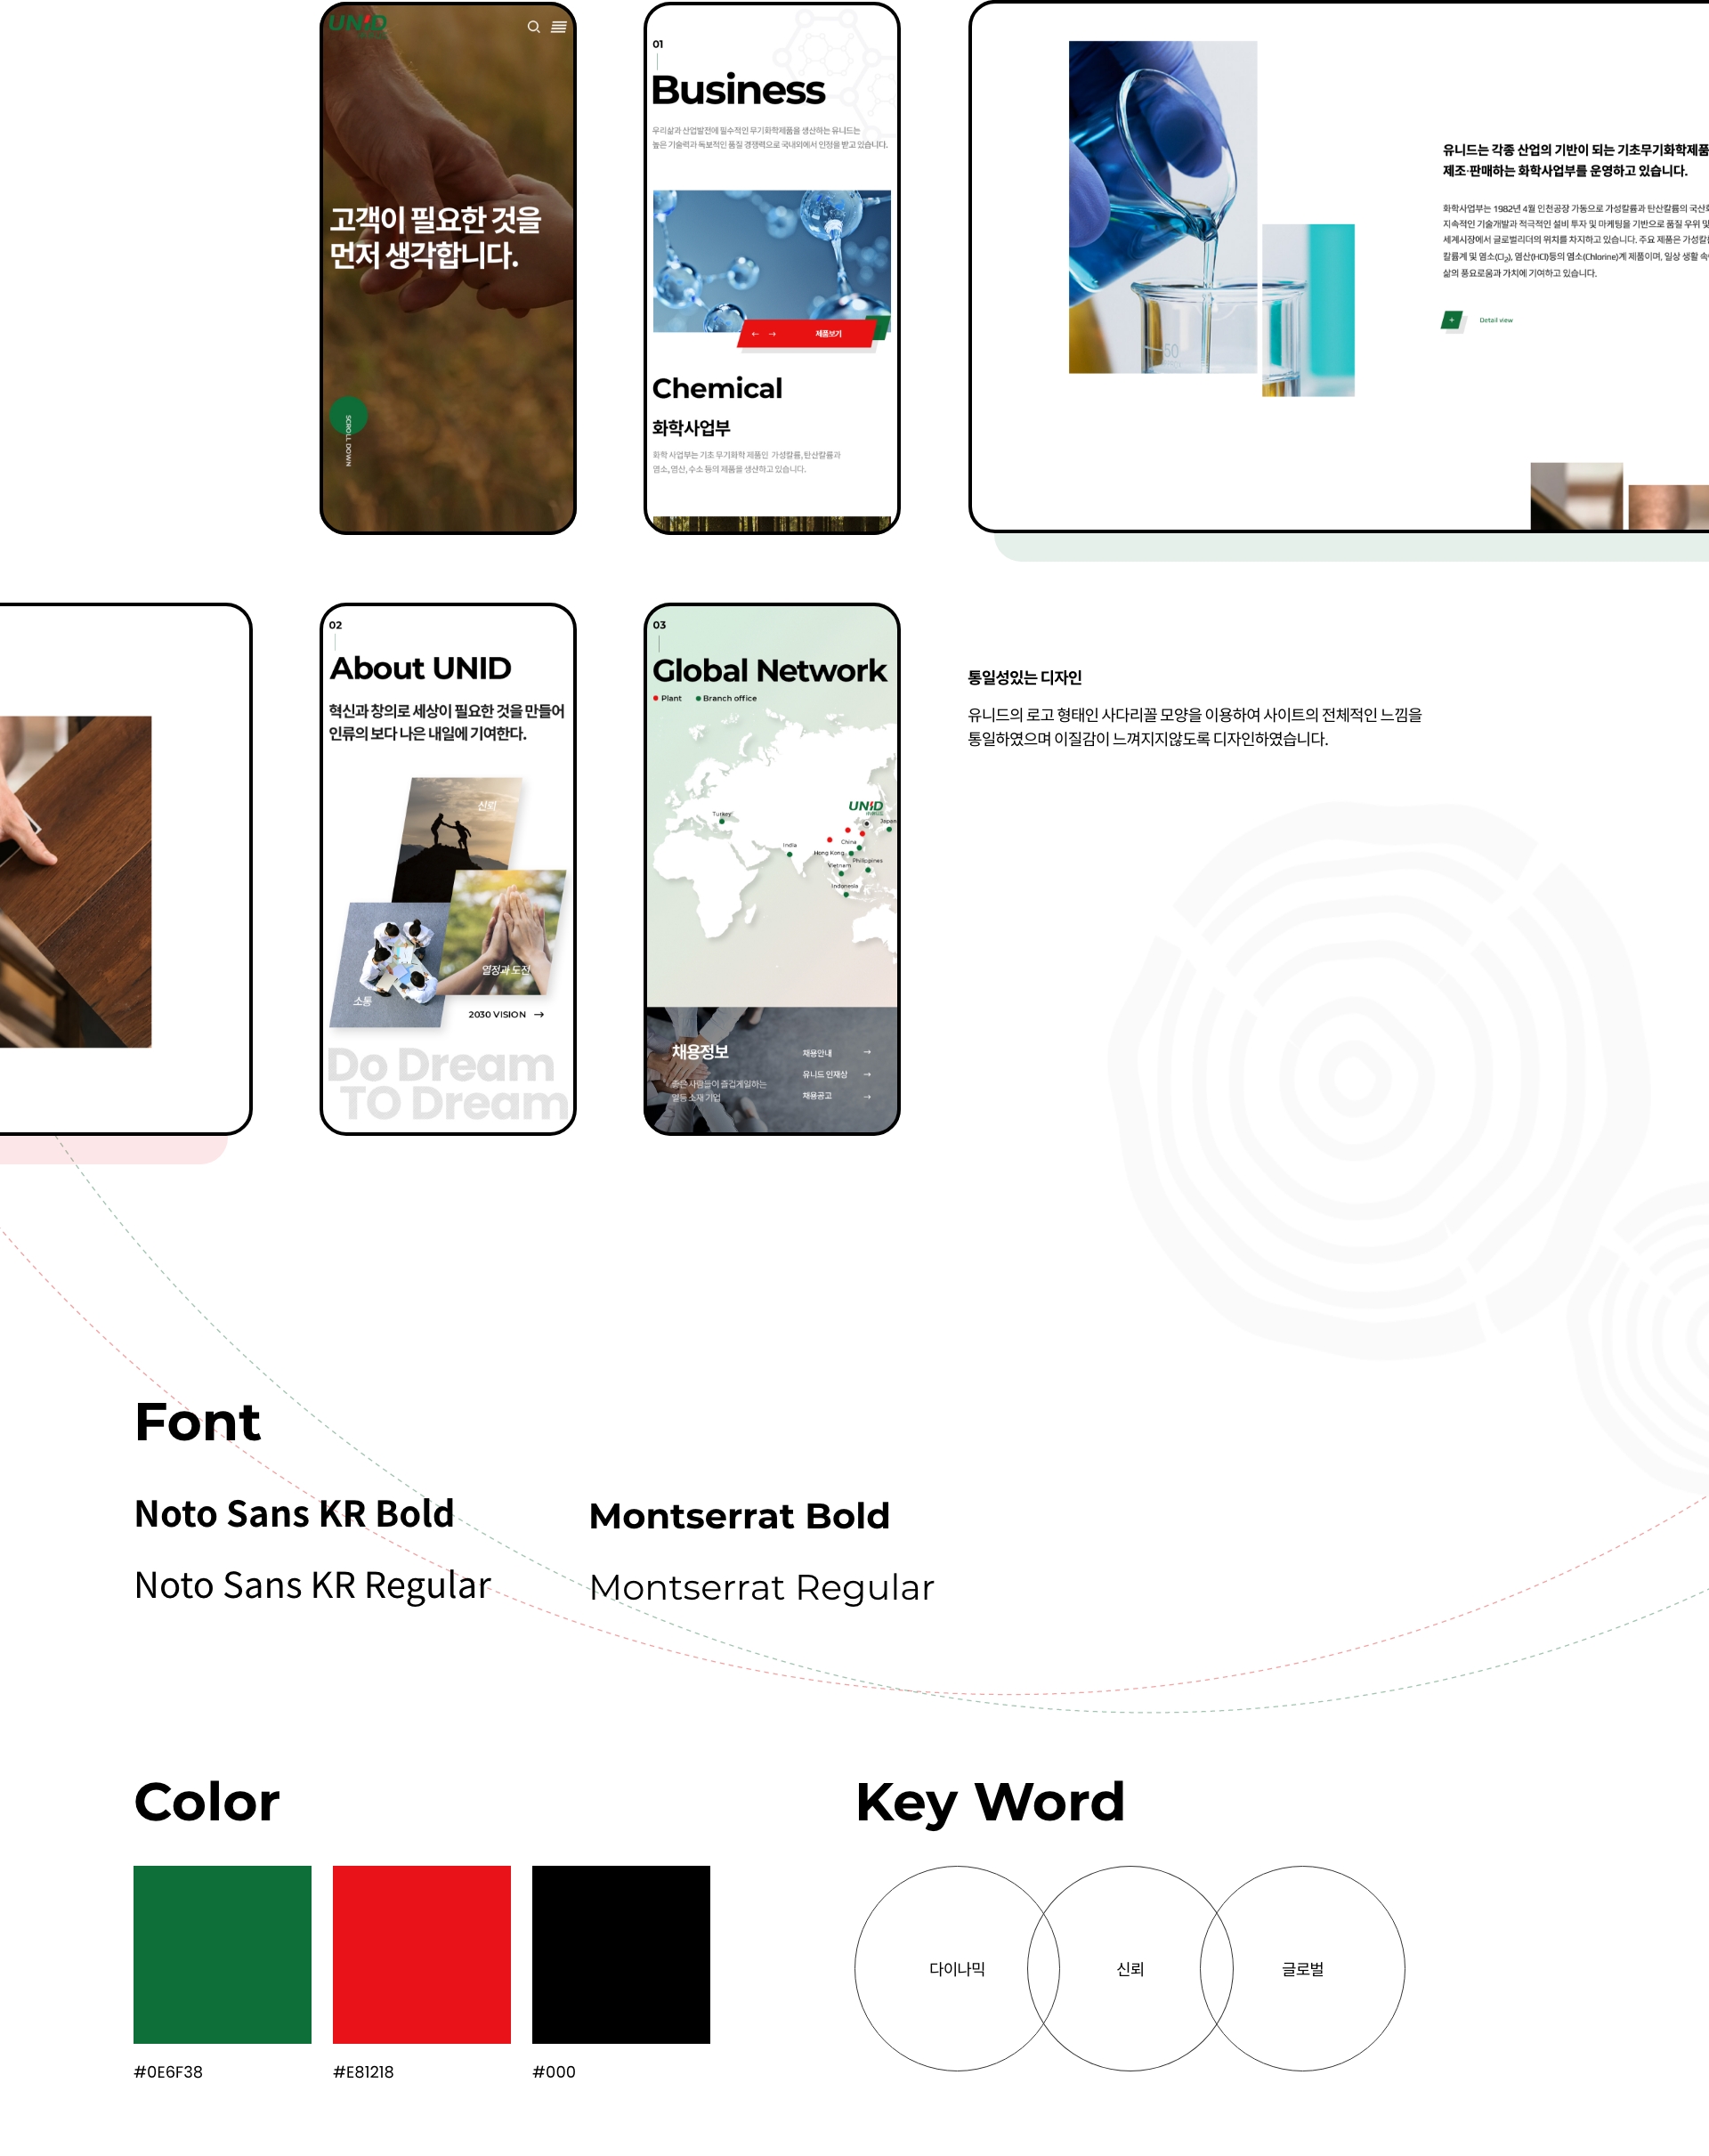 UNID
고객이 필요한 것을
먼저 생각합니다.
SCROLL DOWN
01
Business
우리삶과 산업발전에 필수적인 무기화학제품을 생산하는 유니드는
높은 기술력과 독보적인 품질 경쟁력으로 국내외에서 인정을 받고 있습니다.
제품보기
Chemical
화학사업부
화학 사업부는 기초 무기화학 제품인 가성칼륨, 탄산칼륨과
염소, 염산, 수소 등의 제품을 생산하고 있습니다.
50
유니드는 각종 산업의 기반이 되는 기초무기화학제품
제조·판매하는 화학사업부를 운영하고 있습니다.
화학사업부는 1982년 4월 인천공장 가동으로 가성칼륨과 탄산칼륨의 국산
지속적인 기술개발과 적극적인 설비 투자 및 마케팅을 기반으로 품질 우위 및
세계시장에서 글로벌리더의 위치를 차지하고 있습니다. 주요 제품은 가성칼
칼륨계 및 염소(Cl2), 염산(HCl)등의 염소(Chlorine)계 제품이며, 일상 생활 속
삶의 풍요로움과 가치에 기여하고 있습니다.
+ Detail view
02
About UNID
혁신과 창의로 세상이 필요한 것을 만들어
인류의 보다 나은 내일에 기여한다.
신뢰
열정과 도전
소통
2030 VISION →
Do Dream
TO Dream
03
Global Network
Plant Branch office
UNID
Turkey
Japan
India
China
Hong Kong
Philippines
Vietnam
Indonesia
채용정보
좋은 사람들이 즐겁게일하는
일등 소재 기업
채용안내 →
유니드 인재상 →
채용공고 →
통일성있는 디자인
유니드의 로고 형태인 사다리꼴 모양을 이용하여 사이트의 전체적인 느낌을
통일하였으며 이질감이 느껴지지않도록 디자인하였습니다.
Font
Noto Sans KR Bold
Montserrat Bold
Noto Sans KR Regular
Montserrat Regular
Color
#0E6F38
#E81218
#000
Key Word
다이나믹
신뢰
글로벌